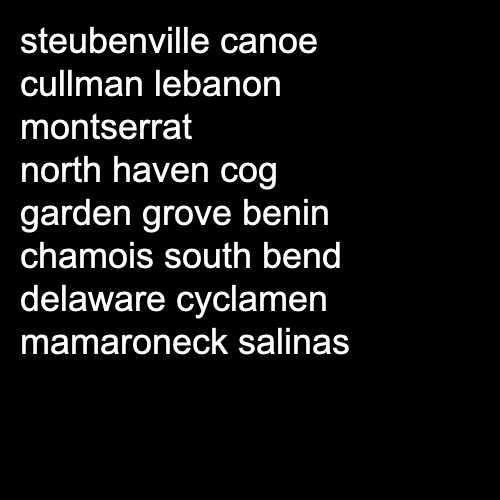 steubenville canoe
cullman lebanon
montserrat
north haven cog
garden grove benin
chamois south bend
delaware cyclamen
mamaroneck salinas